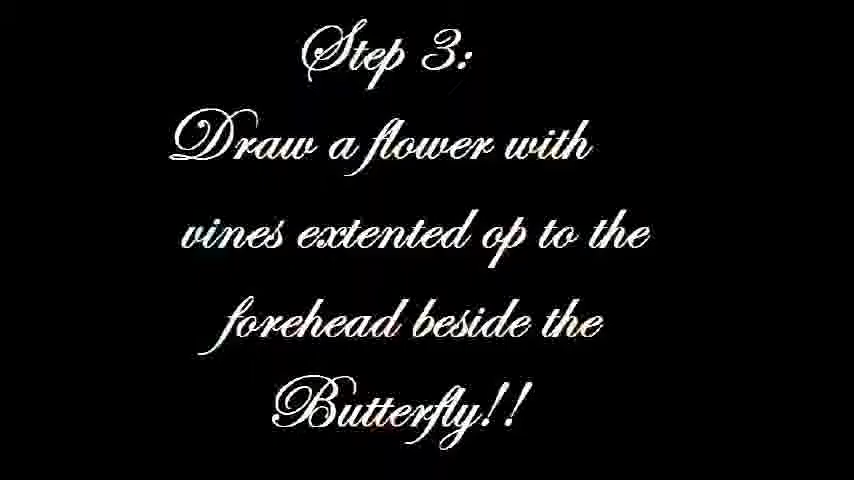 Step 3:
Draw a flower with
vines extented op to the
forehead beside the
Butterfly!!